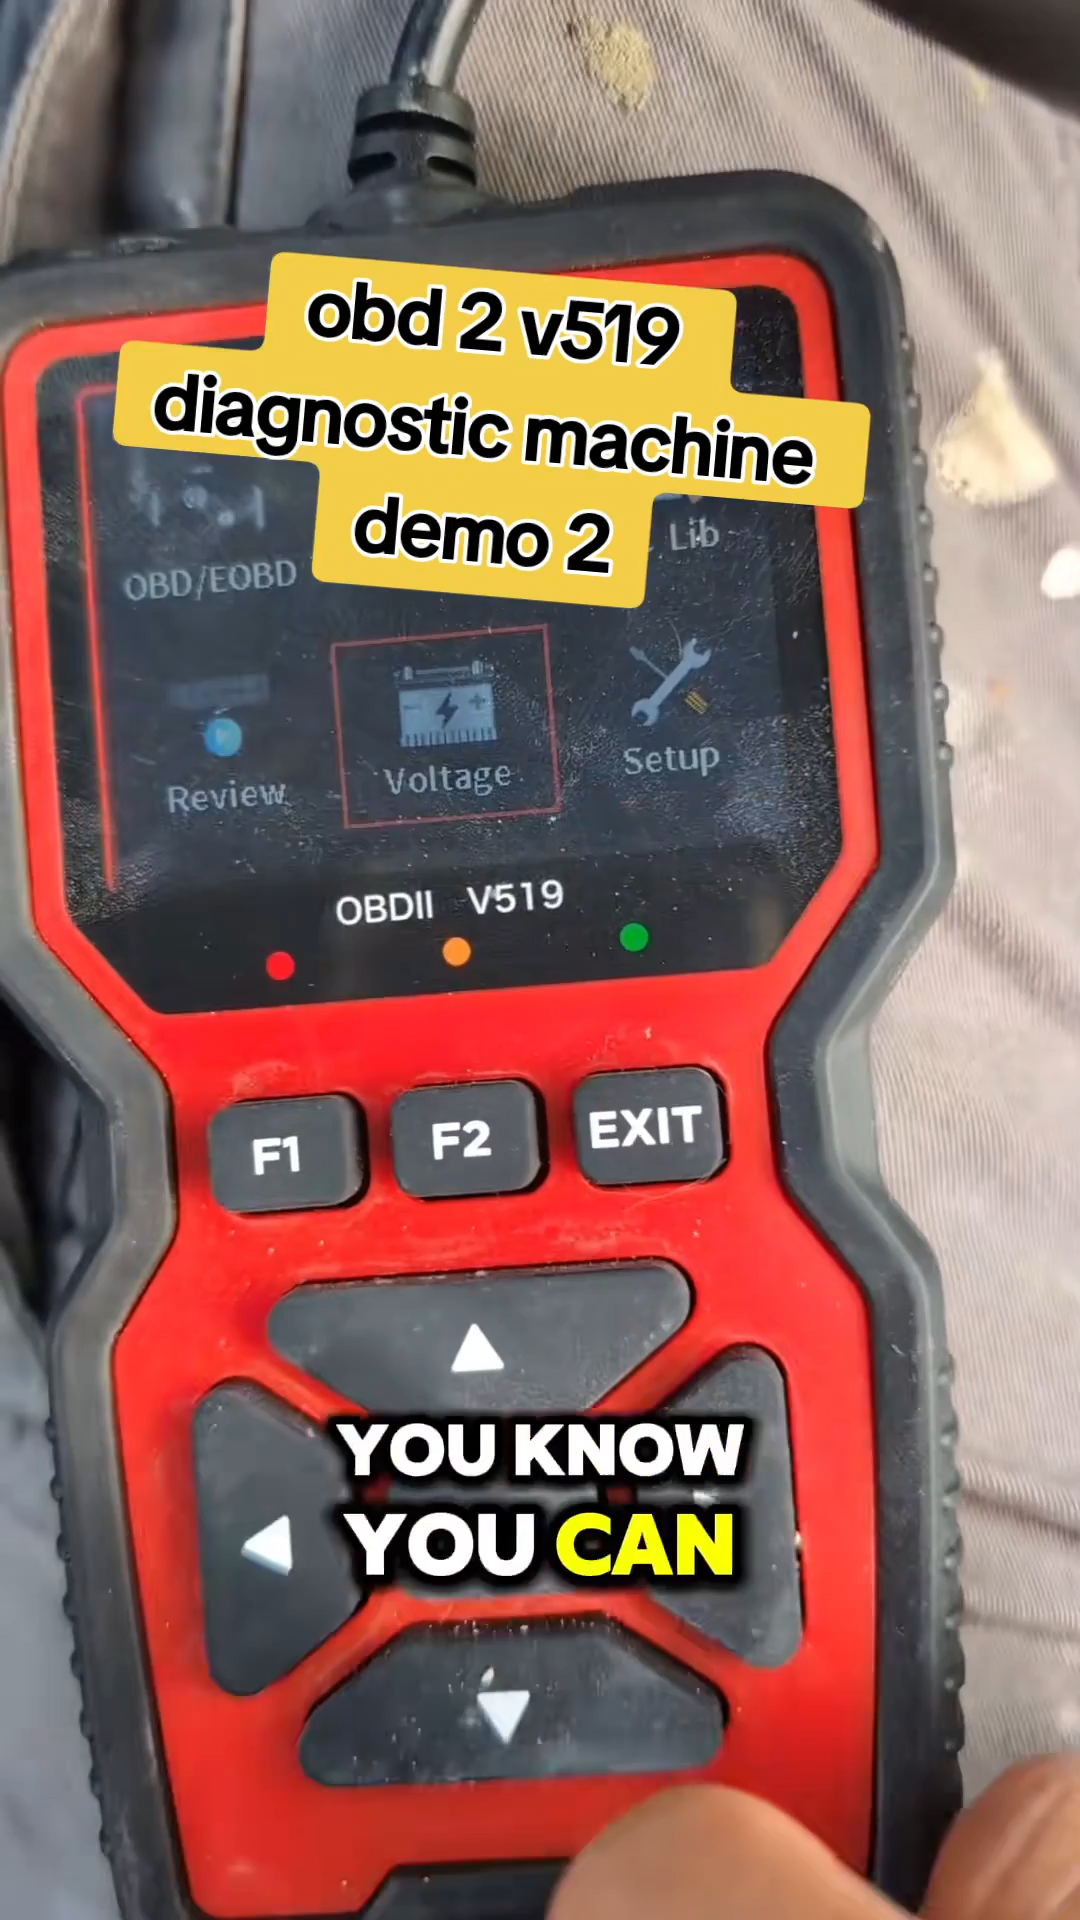 obd 2 v519
diagnostic machine
demo 2
Lib
OBD/EOBD
Review
Voltage
Setup
OBDII V519
F1 F2 EXIT
YOU KNOW
YOU CAN